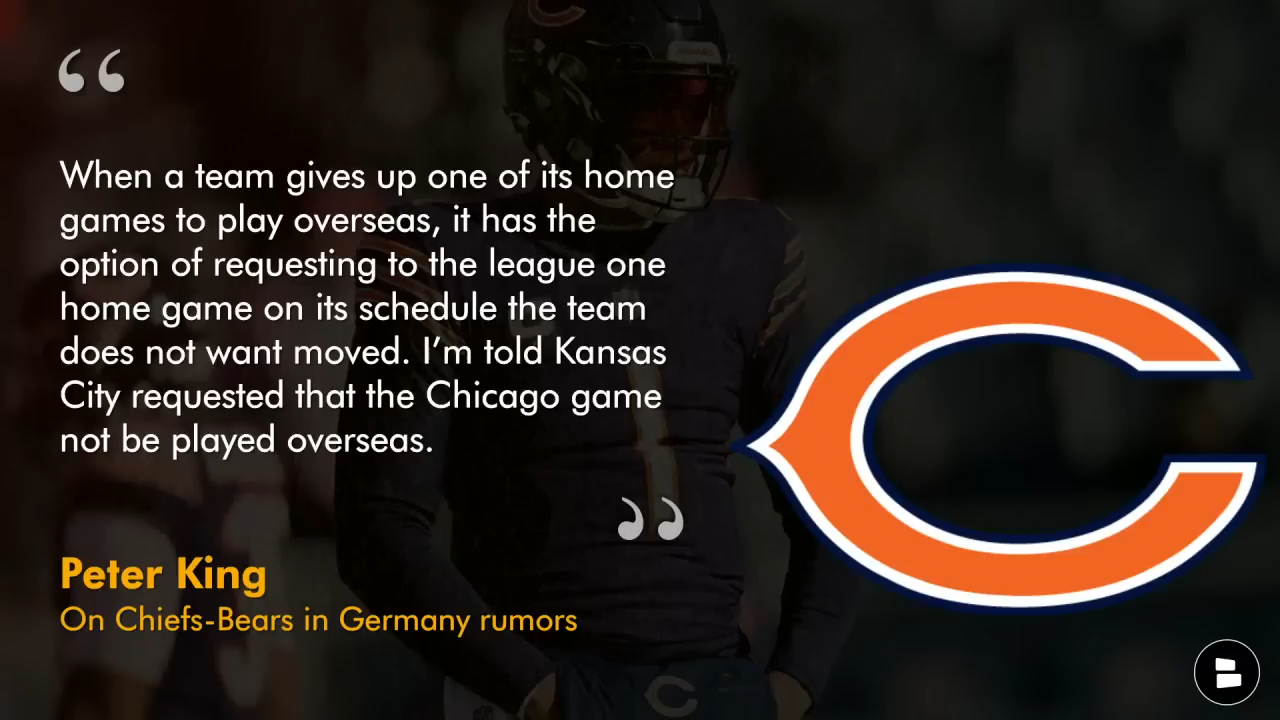 “
When a team gives up one of its home
games to play overseas, it has the
option of requesting to the league one
home game on its schedule the team
does not want moved. I’m told Kansas
City requested that the Chicago game
not be played overseas.
”
Peter King
On Chiefs-Bears in Germany rumors